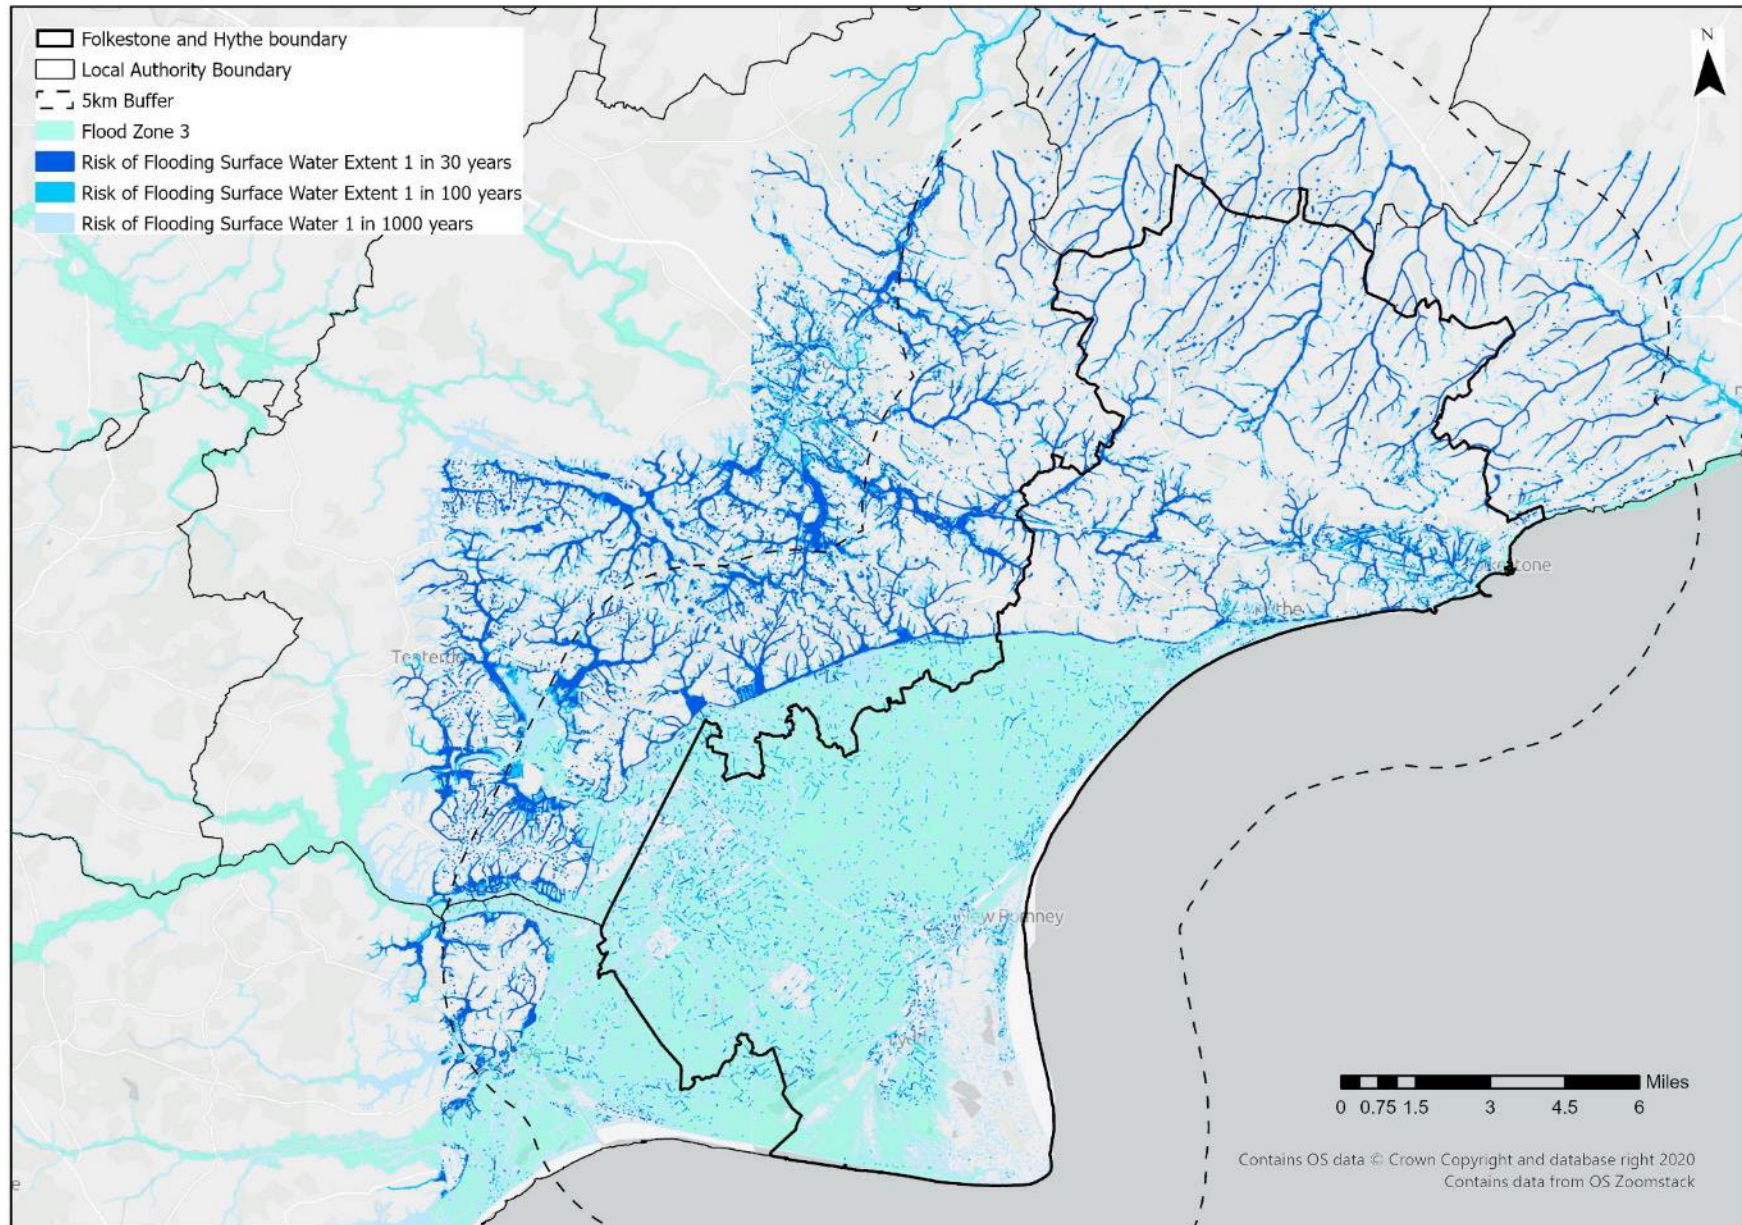 Folkestone and Hythe boundary
Local Authority Boundary
5km Buffer
Flood Zone 3
Risk of Flooding Surface Water Extent 1 in 30 years
Risk of Flooding Surface Water Extent 1 in 100 years
Risk of Flooding Surface Water 1 in 1000 years
N
New Romney
Miles
0 0.75 1.5 3 4.5 6
Contains OS data © Crown Copyright and database right 2020
Contains data from OS Zoomstack